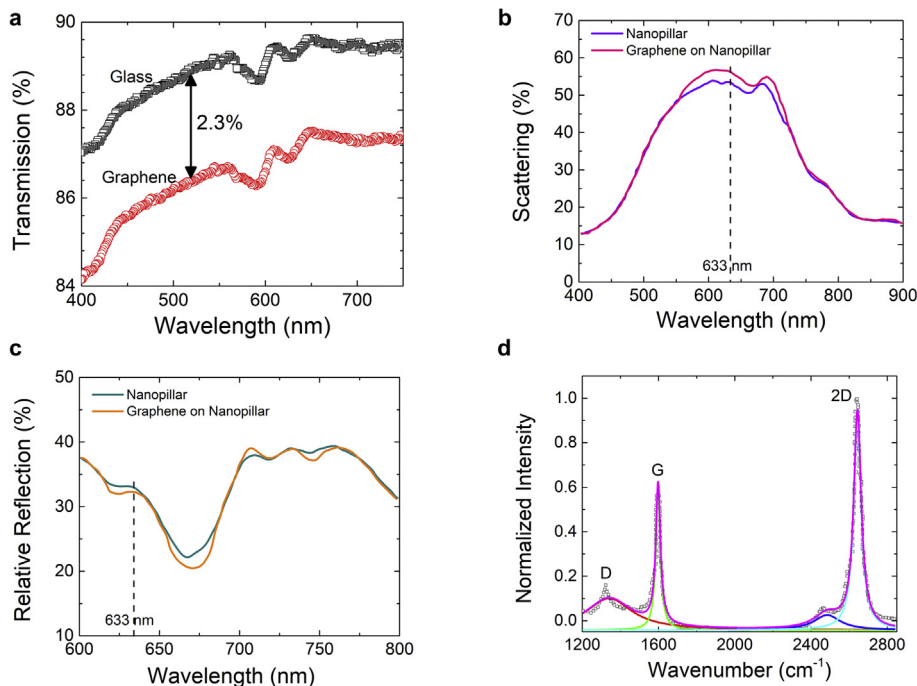 a
90
88
86
84
Transmission (%)
Glass
2.3%
Graphene
400
500
600
700
Wavelength (nm)
b
70
60
50
40
30
20
10
0
Scattering (%)
Nanopillar
Graphene on Nanopillar
633 nm
400
500
600
700
800
900
Wavelength (nm)
c
50
40
30
20
10
Relative Reflection (%)
Nanopillar
Graphene on Nanopillar
633 nm
600
650
700
750
800
Wavelength (nm)
d
1.0
0.8
0.6
0.4
0.2
0.0
Normalized Intensity
D
G
2D
1200
1600
2000
2400
2800
Wavenumber (cm⁻¹)